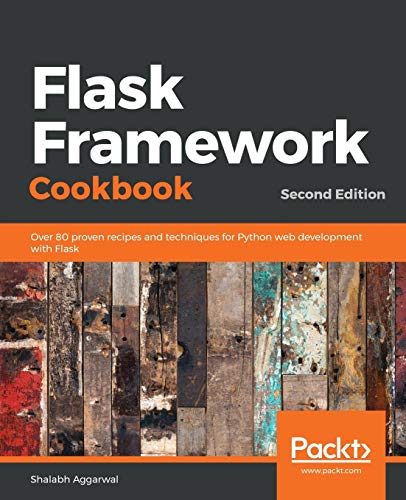 Flask
Framework
Cookbook
Second Edition
Over 80 proven recipes and techniques for Python web development
with Flask
Packt>
www.packt.com
Shalabh Aggarwal